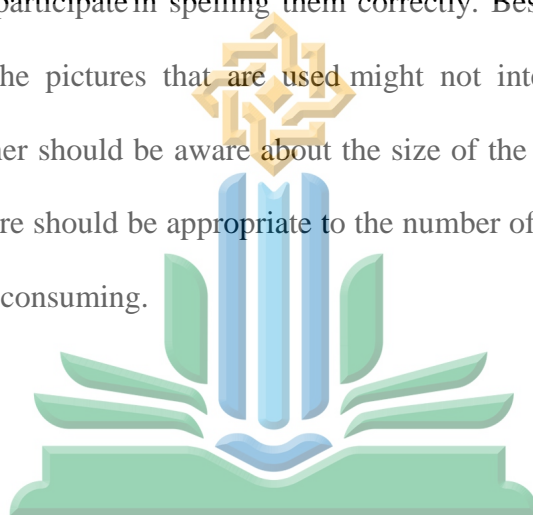 participate in spelling them correctly. Bes
he pictures that are used might not inte
ner should be aware about the size of the
re should be appropriate to the number of
consuming.